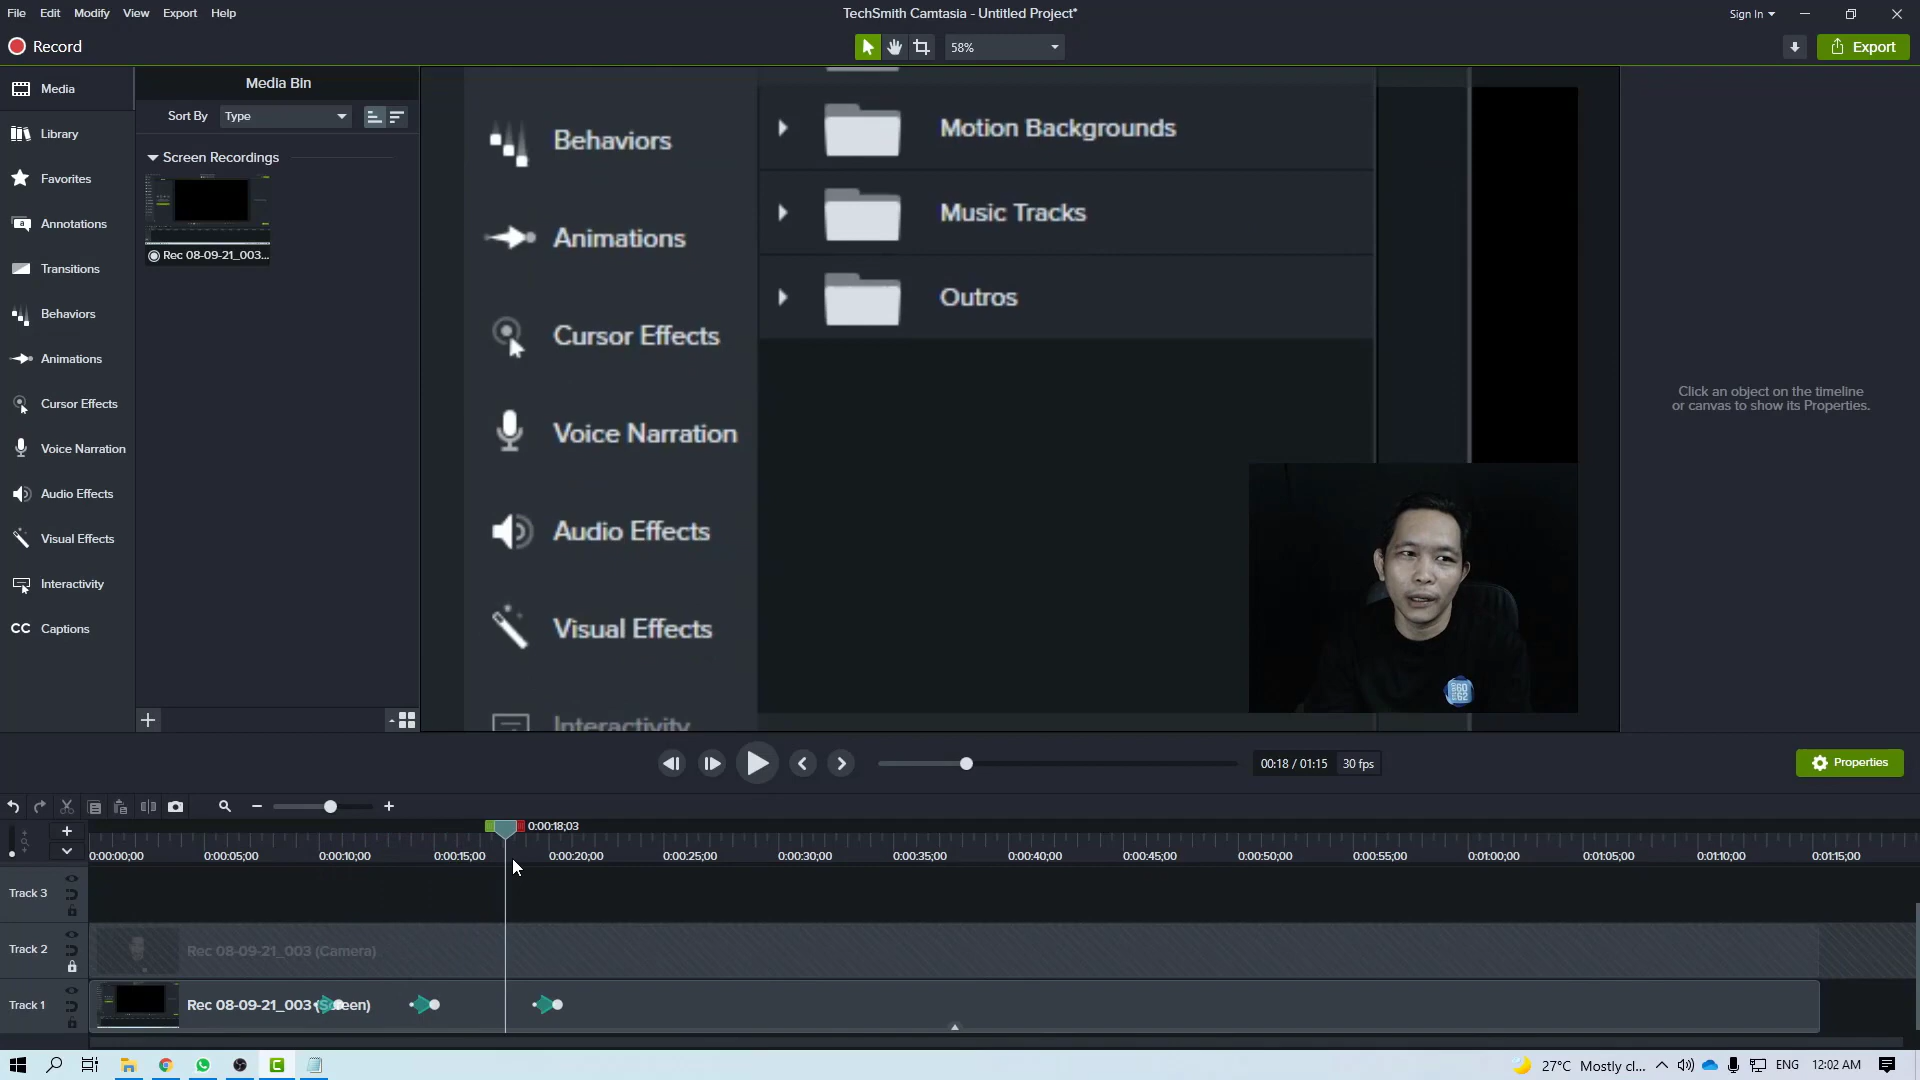 File Edit Modify View Export Help
TechSmith Camtasia - Untitled Project*
Sign In
Record
58%
Export
Media
Library
Favorites
Annotations
Transitions
Behaviors
Animations
Cursor Effects
Voice Narration
Audio Effects
Visual Effects
Interactivity
CC Captions
Media Bin
Sort By Type
Screen Recordings
Rec 08-09-21_003...
Behaviors
Animations
Cursor Effects
Voice Narration
Audio Effects
Visual Effects
Interactivity
Motion Backgrounds
Music Tracks
Outros
Click an object on the timeline
or canvas to show its Properties.
00:18 / 01:15 30 fps
Properties
0:00:18;03
0:00:00;00 0:00:05;00 0:00:10;00 0:00:15;00 0:00:20;00 0:00:25;00 0:00:30;00 0:00:35;00 0:00:40;00 0:00:45;00 0:00:50;00 0:00:55;00 0:01:00;00 0:01:05;00 0:01:10;00 0:01:15;00
Track 3
Track 2
Rec 08-09-21_003 (Camera)
Track 1
Rec 08-09-21_003 (Screen)
27°C Mostly cl... ENG 12:02 AM